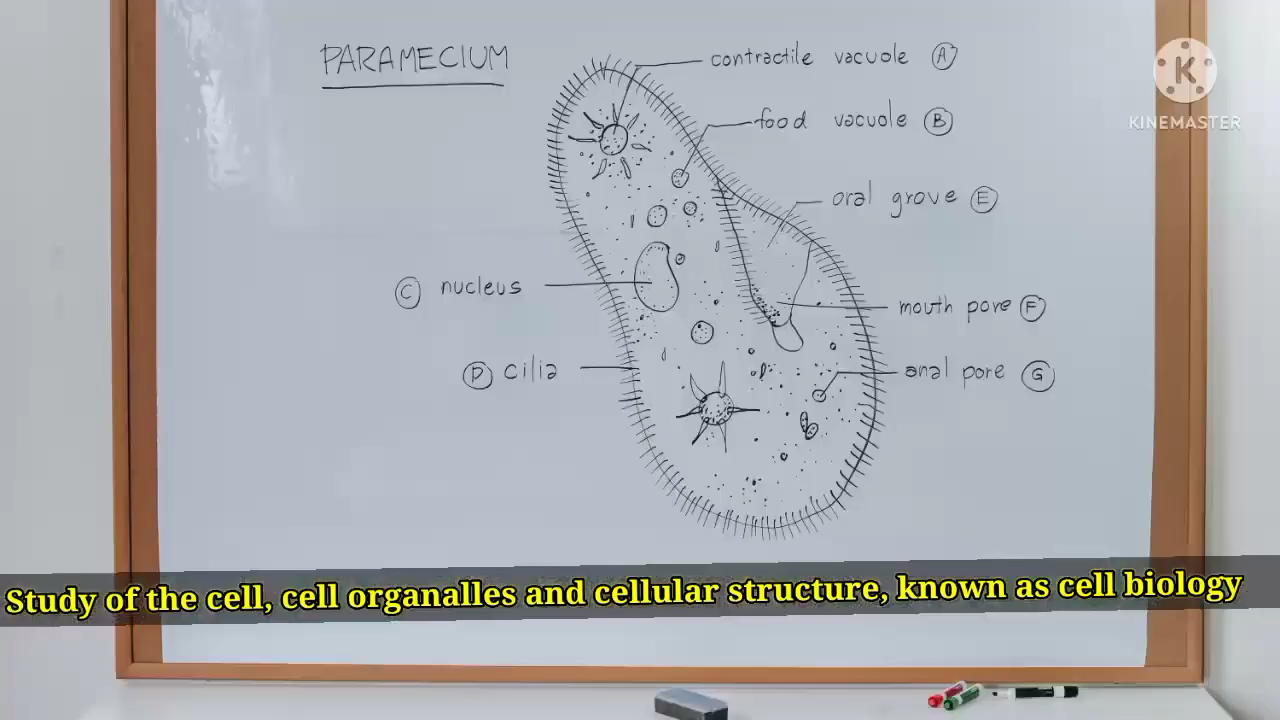 PARAMECIUM
contractile vacuole A
food vacuole B
oral grove E
C nucleus
mouth pore F
D cilia
anal pore G
K
KINEMASTER
Study of the cell, cell organalles and cellular structure, known as cell biology